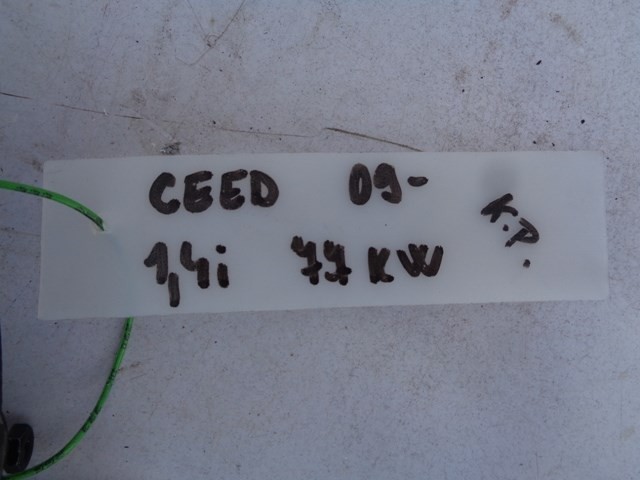 CEED 09-
1,4i 77 KW
K.P.